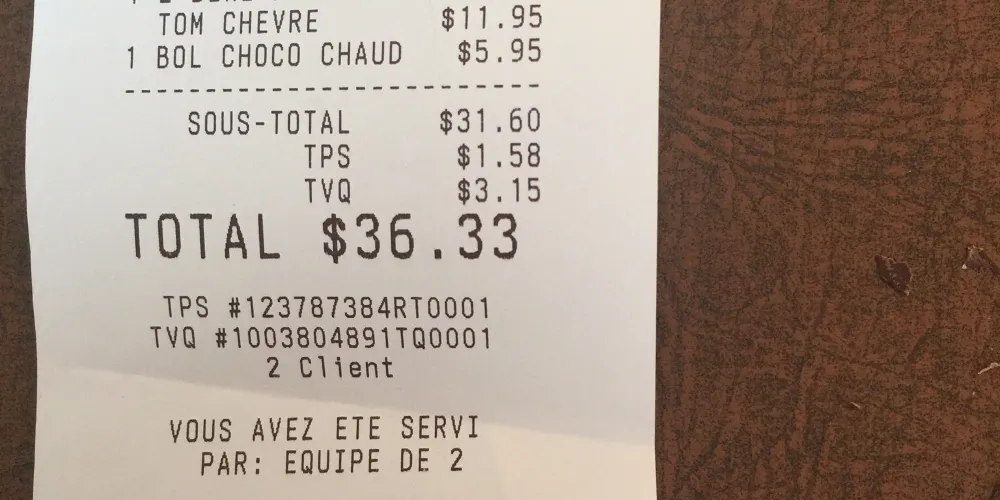 TOM CHEVRE $11.95
1 BOL CHOCO CHAUD $5.95
--------------------------
SOUS-TOTAL $31.60
TPS $1.58
TVQ $3.15
TOTAL $36.33
TPS #123787384RT0001
TVQ #1003804891TQ0001
2 Client
VOUS AVEZ ETE SERVI
PAR: EQUIPE DE 2